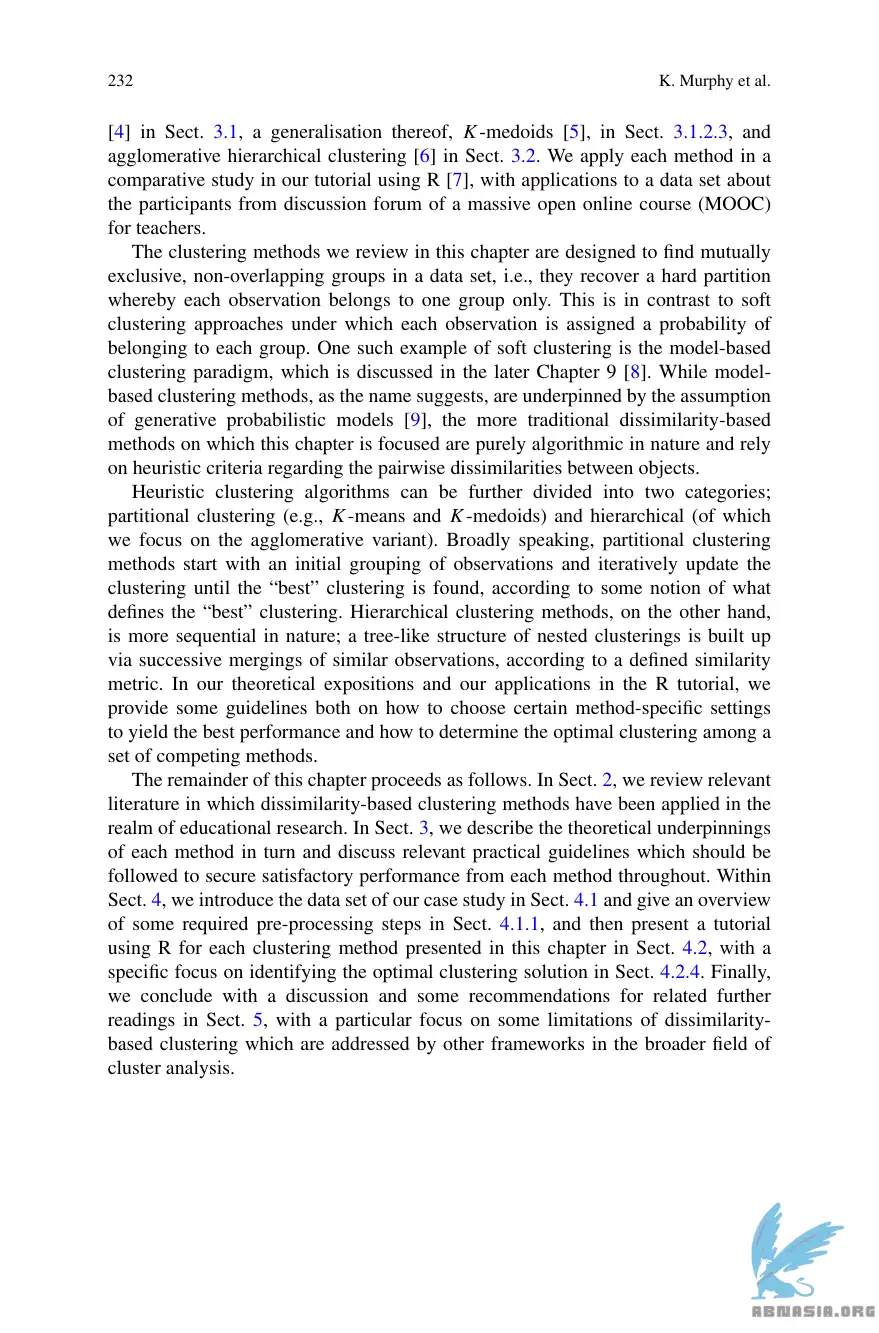 232
K. Murphy et al.
[4] in Sect. 3.1, a generalisation thereof, K-medoids [5], in Sect. 3.1.2.3, and
agglomerative hierarchical clustering [6] in Sect. 3.2. We apply each method in a
comparative study in our tutorial using R [7], with applications to a data set about
the participants from discussion forum of a massive open online course (MOOC)
for teachers.
The clustering methods we review in this chapter are designed to find mutually
exclusive, non-overlapping groups in a data set, i.e., they recover a hard partition
whereby each observation belongs to one group only. This is in contrast to soft
clustering approaches under which each observation is assigned a probability of
belonging to each group. One such example of soft clustering is the model-based
clustering paradigm, which is discussed in the later Chapter 9 [8]. While model-
based clustering methods, as the name suggests, are underpinned by the assumption
of generative probabilistic models [9], the more traditional dissimilarity-based
methods on which this chapter is focused are purely algorithmic in nature and rely
on heuristic criteria regarding the pairwise dissimilarities between objects.
Heuristic clustering algorithms can be further divided into two categories;
partitional clustering (e.g., K-means and K-medoids) and hierarchical (of which
we focus on the agglomerative variant). Broadly speaking, partitional clustering
methods start with an initial grouping of observations and iteratively update the
clustering until the “best” clustering is found, according to some notion of what
defines the “best” clustering. Hierarchical clustering methods, on the other hand,
is more sequential in nature; a tree-like structure of nested clusterings is built up
via successive mergings of similar observations, according to a defined similarity
metric. In our theoretical expositions and our applications in the R tutorial, we
provide some guidelines both on how to choose certain method-specific settings
to yield the best performance and how to determine the optimal clustering among a
set of competing methods.
The remainder of this chapter proceeds as follows. In Sect. 2, we review relevant
literature in which dissimilarity-based clustering methods have been applied in the
realm of educational research. In Sect. 3, we describe the theoretical underpinnings
of each method in turn and discuss relevant practical guidelines which should be
followed to secure satisfactory performance from each method throughout. Within
Sect. 4, we introduce the data set of our case study in Sect. 4.1 and give an overview
of some required pre-processing steps in Sect. 4.1.1, and then present a tutorial
using R for each clustering method presented in this chapter in Sect. 4.2, with a
specific focus on identifying the optimal clustering solution in Sect. 4.2.4. Finally,
we conclude with a discussion and some recommendations for related further
readings in Sect. 5, with a particular focus on some limitations of dissimilarity-
based clustering which are addressed by other frameworks in the broader field of
cluster analysis.
ABNASIA.ORG